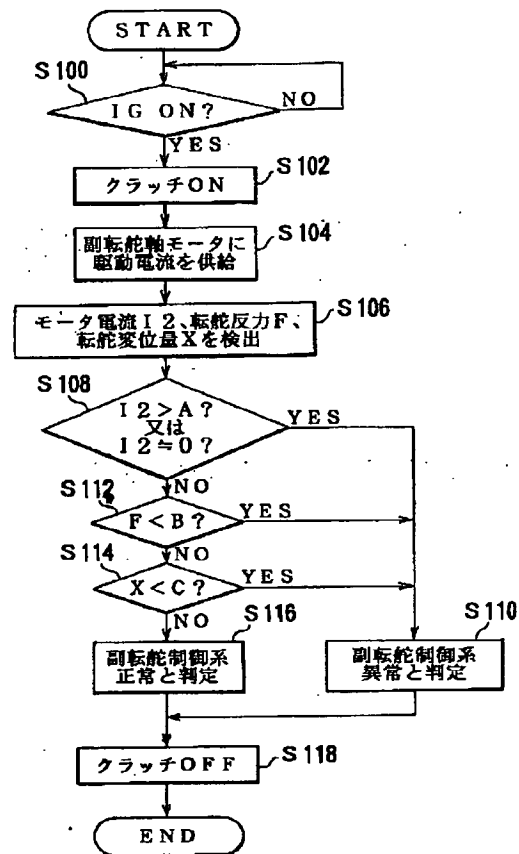 START
S100
IG ON?
NO
YES
クラッチON
S102
副転舵軸モータに
駆動電流を供給
S104
モータ電流I2、転舵反力F、
転舵変位量Xを検出
S106
S108
I2>A?
又は
I2≒0?
YES
NO
S112
F<B?
YES
NO
S114
X<C?
YES
NO
S116
副転舵制御系
正常と判定
S110
副転舵制御系
異常と判定
クラッチOFF
S118
END